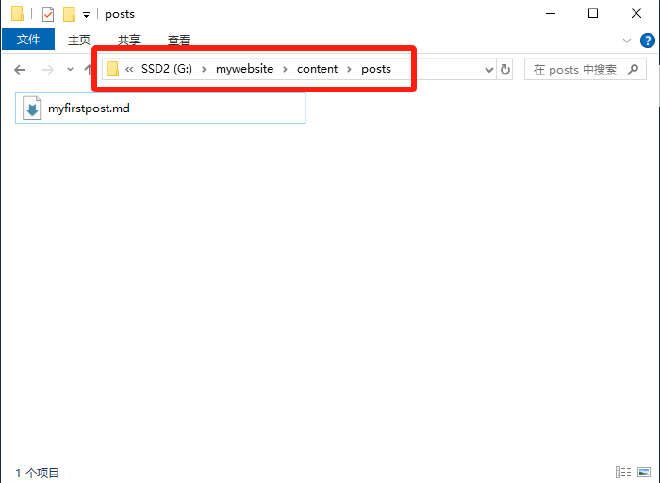 posts
文件 主页 共享 查看
« SSD2 (G:) › mywebsite › content › posts 在 posts 中搜索
myfirstpost.md
1 个项目